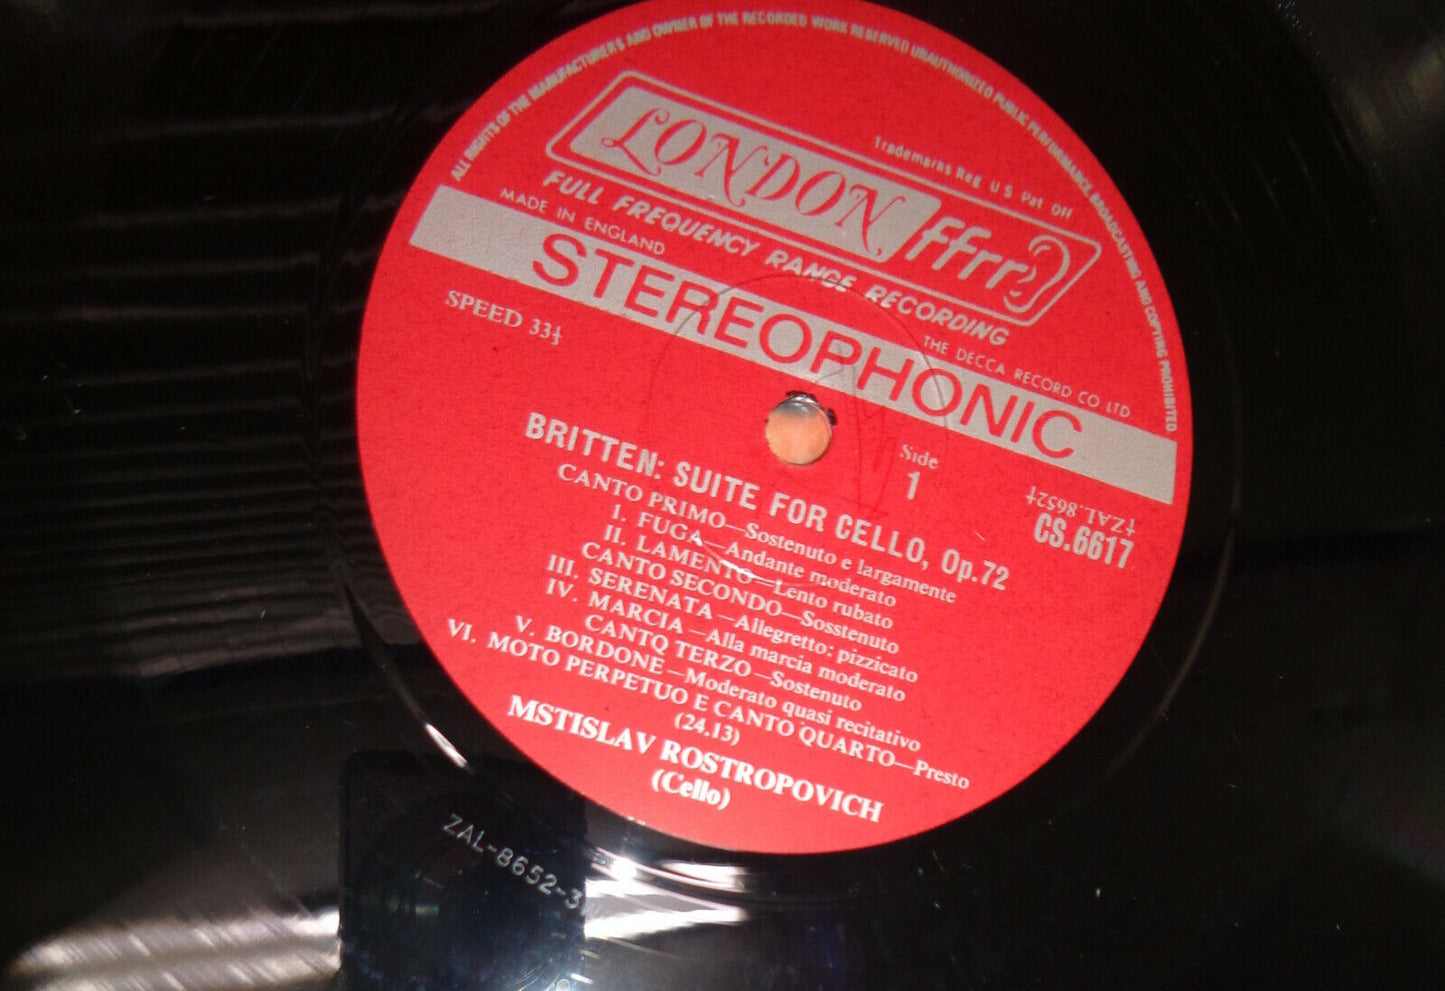 ALL RIGHTS OF THE MANUFACTURERS AND OWNER OF THE RECORDED WORK RESERVED UNAUTHORIZED PUBLIC PERFORMANCE BROADCASTING AND COPYING PROHIBITED
Trademarks Reg U S Pat Off
LONDON ffrr
FULL FREQUENCY RANGE RECORDING
MADE IN ENGLAND
THE DECCA RECORD CO. LTD.
STEREOPHONIC
SPEED 33⅓
Side
1
‡ZAL.8652‡
CS.6617
BRITTEN: SUITE FOR CELLO, Op.72
CANTO PRIMO—Sostenuto e largamente
I. FUGA—Andante moderato
II. LAMENTO—Lento rubato
CANTO SECONDO—Sosstenuto
III. SERENATA—Allegretto: pizzicato
IV. MARCIA—Alla marcia moderato
CANTO TERZO—Sostenuto
V. BORDONE—Moderato quasi recitativo
VI. MOTO PERPETUO E CANTO QUARTO—Presto
(24.13)
MSTISLAV ROSTROPOVICH
(Cello)
ZAL-8652-3W